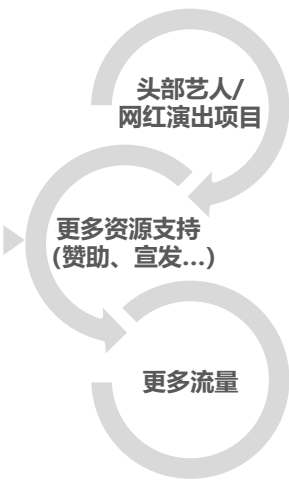 头部艺人/
网红演出项目
更多资源支持
(赞助、宣发...)
更多流量